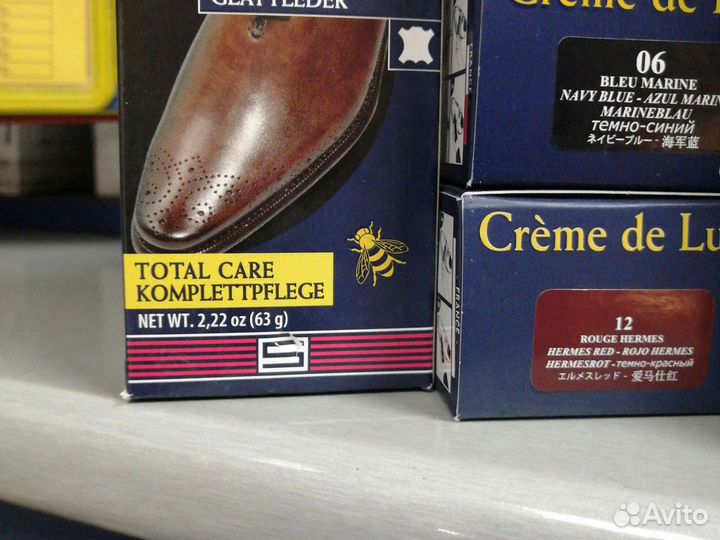 GLATTLEDER
TOTAL CARE
KOMPLETTPFLEGE
NET WT. 2,22 oz (63 g)
Crème de
06
BLEU MARINE
NAVY BLUE - AZUL MARIN
MARINEBLAU
темно-синий
ネイビーブルー - 海军蓝
FRANCE
Crème de Lu
12
ROUGE HERMES
HERMES RED - ROJO HERMES
HERMESROT - темно-красный
エルメスレッド - 爱马仕红
FRANCE
Avito